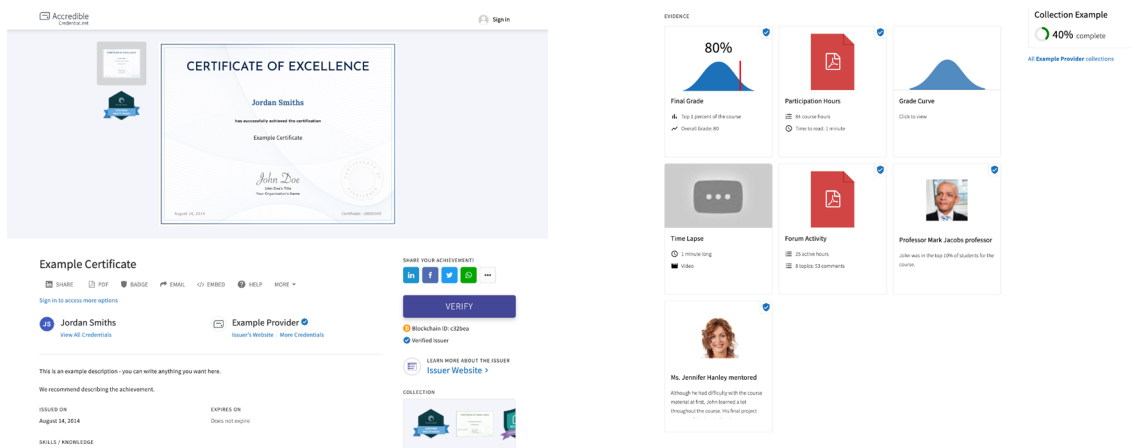 Accredible
Credential.net
Sign in
CERTIFICATE OF EXCELLENCE
Jordan Smiths
has successfully achieved the certification
Example Certificate
John Doe
John Doe's Title
Your Organization's Name
August 14, 2014
Example Certificate
SHARE
PDF
BADGE
EMAIL
</> EMBED
HELP
MORE
Sign in to access more options
JS
Jordan Smiths
View All Credentials
Example Provider
Issuer's Website | More Credentials
This is an example description - you can write anything you want here.
We recommend describing the achievement.
ISSUED ON
August 14, 2014
EXPIRES ON
Does not expire
SKILLS / KNOWLEDGE
SHARE YOUR ACHIEVEMENT!
in
f
VERIFY
Blockchain ID: c32bea
Verified Issuer
LEARN MORE ABOUT THE ISSUER
Issuer Website >
COLLECTION
EVIDENCE
80%
Final Grade
Top 1 percent of the course
Overall Grade: 80
Participation Hours
84 course hours
Time to read: 1 minute
Grade Curve
Click to view
Time Lapse
1 minute long
Video
Forum Activity
25 active hours
8 topics: 53 comments
Professor Mark Jacobs professor
John was in the top 10% of students for the
course.
Ms. Jennifer Hanley mentored
Although he had difficulty with the course
material at first, John learned a lot
throughout the course. His final project
Collection Example
40% complete
All Example Provider collections